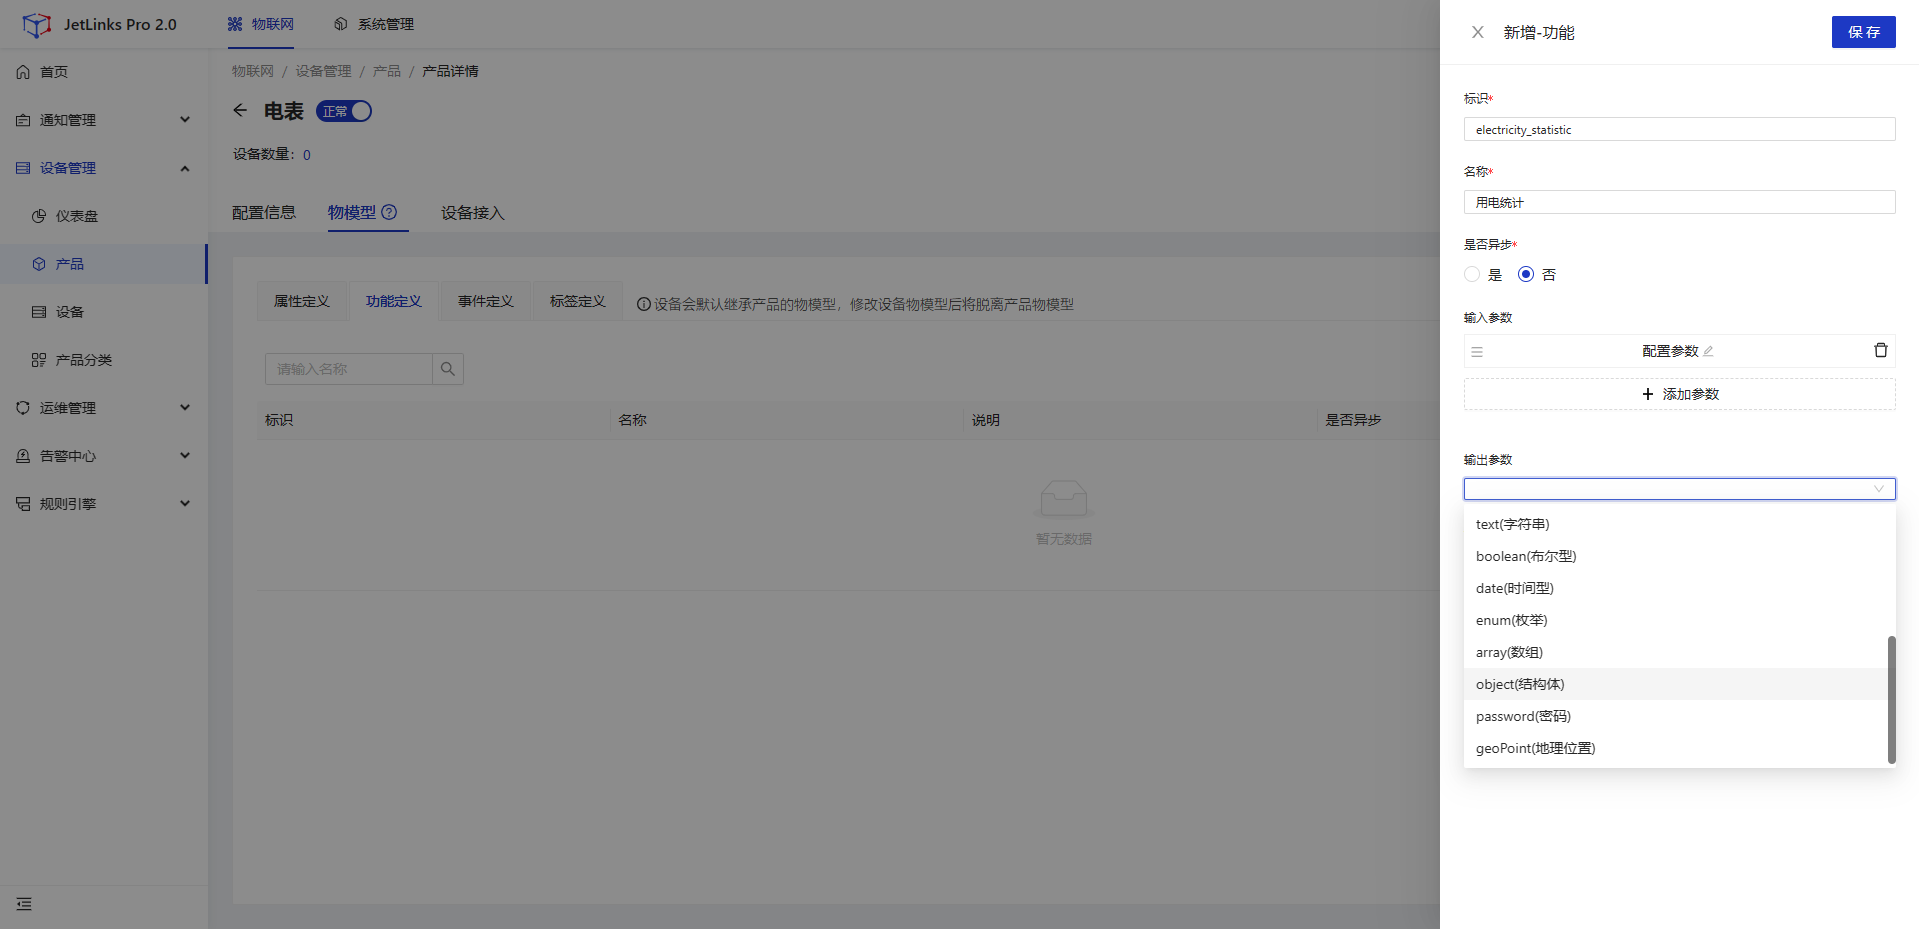 JetLinks Pro 2.0
物联网
系统管理
首页
通知管理
设备管理
仪表盘
产品
设备
产品分类
运维管理
告警中心
规则引擎
物联网 / 设备管理 / 产品 / 产品详情
电表 正常
设备数量： 0
配置信息 物模型 设备接入
属性定义 功能定义 事件定义 标签定义 设备会默认继承产品的物模型，修改设备物模型后将脱离产品物模型
请输入名称
标识 名称 说明 是否异步
暂无数据
新增-功能 保 存
标识*
electricity_statistic
名称*
用电统计
是否异步*
是 否
输入参数
配置参数
添加参数
输出参数
text(字符串)
boolean(布尔型)
date(时间型)
enum(枚举)
array(数组)
object(结构体)
password(密码)
geoPoint(地理位置)